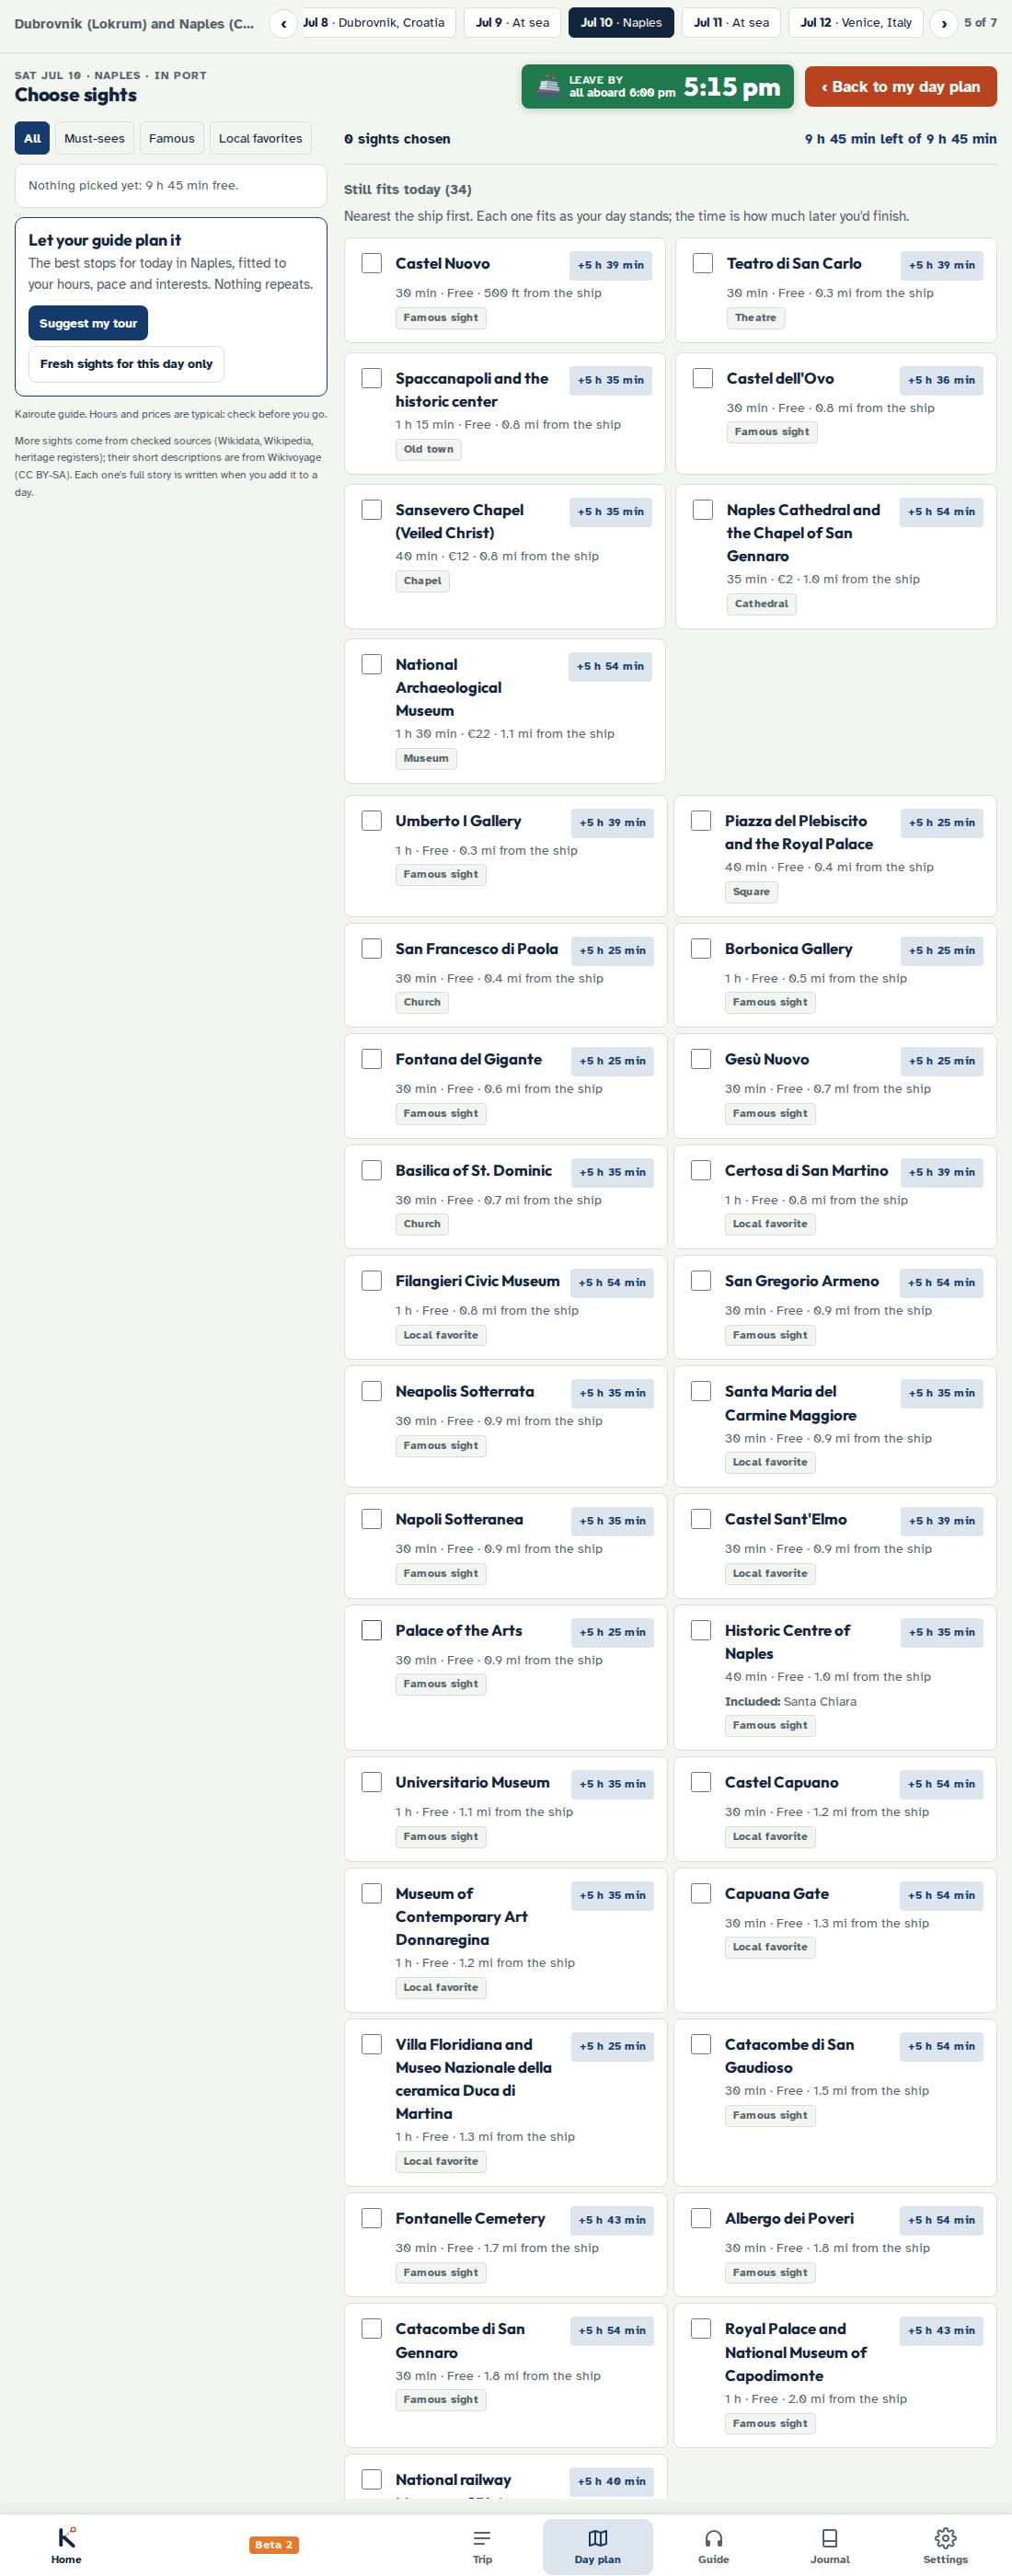 Dubrovnik (Lokrum) and Naples (C...
‹
Jul 8 · Dubrovnik, Croatia
Jul 9 · At sea
Jul 10 · Naples
Jul 11 · At sea
Jul 12 · Venice, Italy
›
5 of 7
SAT JUL 10 · NAPLES · IN PORT
Choose sights
LEAVE BY
all aboard 6:00 pm
5:15 pm
‹ Back to my day plan
All
Must-sees
Famous
Local favorites
Nothing picked yet: 9 h 45 min free.
Let your guide plan it
The best stops for today in Naples, fitted to
your hours, pace and interests. Nothing repeats.
Suggest my tour
Fresh sights for this day only
Kairoute guide. Hours and prices are typical: check before you go.
More sights come from checked sources (Wikidata, Wikipedia,
heritage registers); their short descriptions are from Wikivoyage
(CC BY-SA). Each one's full story is written when you add it to a
day.
0 sights chosen
9 h 45 min left of 9 h 45 min
Still fits today (34)
Nearest the ship first. Each one fits as your day stands; the time is how much later you'd finish.
Castel Nuovo
+5 h 39 min
30 min · Free · 500 ft from the ship
Famous sight
Teatro di San Carlo
+5 h 39 min
30 min · Free · 0.3 mi from the ship
Theatre
Spaccanapoli and the
historic center
+5 h 35 min
1 h 15 min · Free · 0.8 mi from the ship
Old town
Castel dell'Ovo
+5 h 36 min
30 min · Free · 0.8 mi from the ship
Famous sight
Sansevero Chapel
(Veiled Christ)
+5 h 35 min
40 min · €12 · 0.8 mi from the ship
Chapel
Naples Cathedral and
the Chapel of San
Gennaro
+5 h 54 min
35 min · €2 · 1.0 mi from the ship
Cathedral
National
Archaeological
Museum
+5 h 54 min
1 h 30 min · €22 · 1.1 mi from the ship
Museum
Umberto I Gallery
+5 h 39 min
1 h · Free · 0.3 mi from the ship
Famous sight
Piazza del Plebiscito
and the Royal Palace
+5 h 25 min
40 min · Free · 0.4 mi from the ship
Square
San Francesco di Paola
+5 h 25 min
30 min · Free · 0.4 mi from the ship
Church
Borbonica Gallery
+5 h 25 min
1 h · Free · 0.5 mi from the ship
Famous sight
Fontana del Gigante
+5 h 25 min
30 min · Free · 0.6 mi from the ship
Famous sight
Gesù Nuovo
+5 h 25 min
30 min · Free · 0.7 mi from the ship
Famous sight
Basilica of St. Dominic
+5 h 35 min
30 min · Free · 0.7 mi from the ship
Church
Certosa di San Martino
+5 h 39 min
1 h · Free · 0.8 mi from the ship
Local favorite
Filangieri Civic Museum
+5 h 54 min
1 h · Free · 0.8 mi from the ship
Local favorite
San Gregorio Armeno
+5 h 54 min
30 min · Free · 0.9 mi from the ship
Famous sight
Neapolis Sotterrata
+5 h 35 min
30 min · Free · 0.9 mi from the ship
Famous sight
Santa Maria del
Carmine Maggiore
+5 h 35 min
30 min · Free · 0.9 mi from the ship
Local favorite
Napoli Sotteranea
+5 h 35 min
30 min · Free · 0.9 mi from the ship
Famous sight
Castel Sant'Elmo
+5 h 39 min
30 min · Free · 0.9 mi from the ship
Local favorite
Palace of the Arts
+5 h 25 min
30 min · Free · 0.9 mi from the ship
Famous sight
Historic Centre of
Naples
+5 h 35 min
40 min · Free · 1.0 mi from the ship
Included: Santa Chiara
Famous sight
Universitario Museum
+5 h 35 min
1 h · Free · 1.1 mi from the ship
Famous sight
Castel Capuano
+5 h 54 min
30 min · Free · 1.2 mi from the ship
Local favorite
Museum of
Contemporary Art
Donnaregina
+5 h 35 min
1 h · Free · 1.2 mi from the ship
Local favorite
Capuana Gate
+5 h 54 min
30 min · Free · 1.3 mi from the ship
Local favorite
Villa Floridiana and
Museo Nazionale della
ceramica Duca di
Martina
+5 h 25 min
1 h · Free · 1.3 mi from the ship
Local favorite
Catacombe di San
Gaudioso
+5 h 54 min
30 min · Free · 1.5 mi from the ship
Famous sight
Fontanelle Cemetery
+5 h 43 min
30 min · Free · 1.7 mi from the ship
Famous sight
Albergo dei Poveri
+5 h 54 min
30 min · Free · 1.8 mi from the ship
Famous sight
Catacombe di San
Gennaro
+5 h 54 min
30 min · Free · 1.8 mi from the ship
Famous sight
Royal Palace and
National Museum of
Capodimonte
+5 h 43 min
1 h · Free · 2.0 mi from the ship
Famous sight
National railway
+5 h 40 min
Home
Beta 2
Trip
Day plan
Guide
Journal
Settings